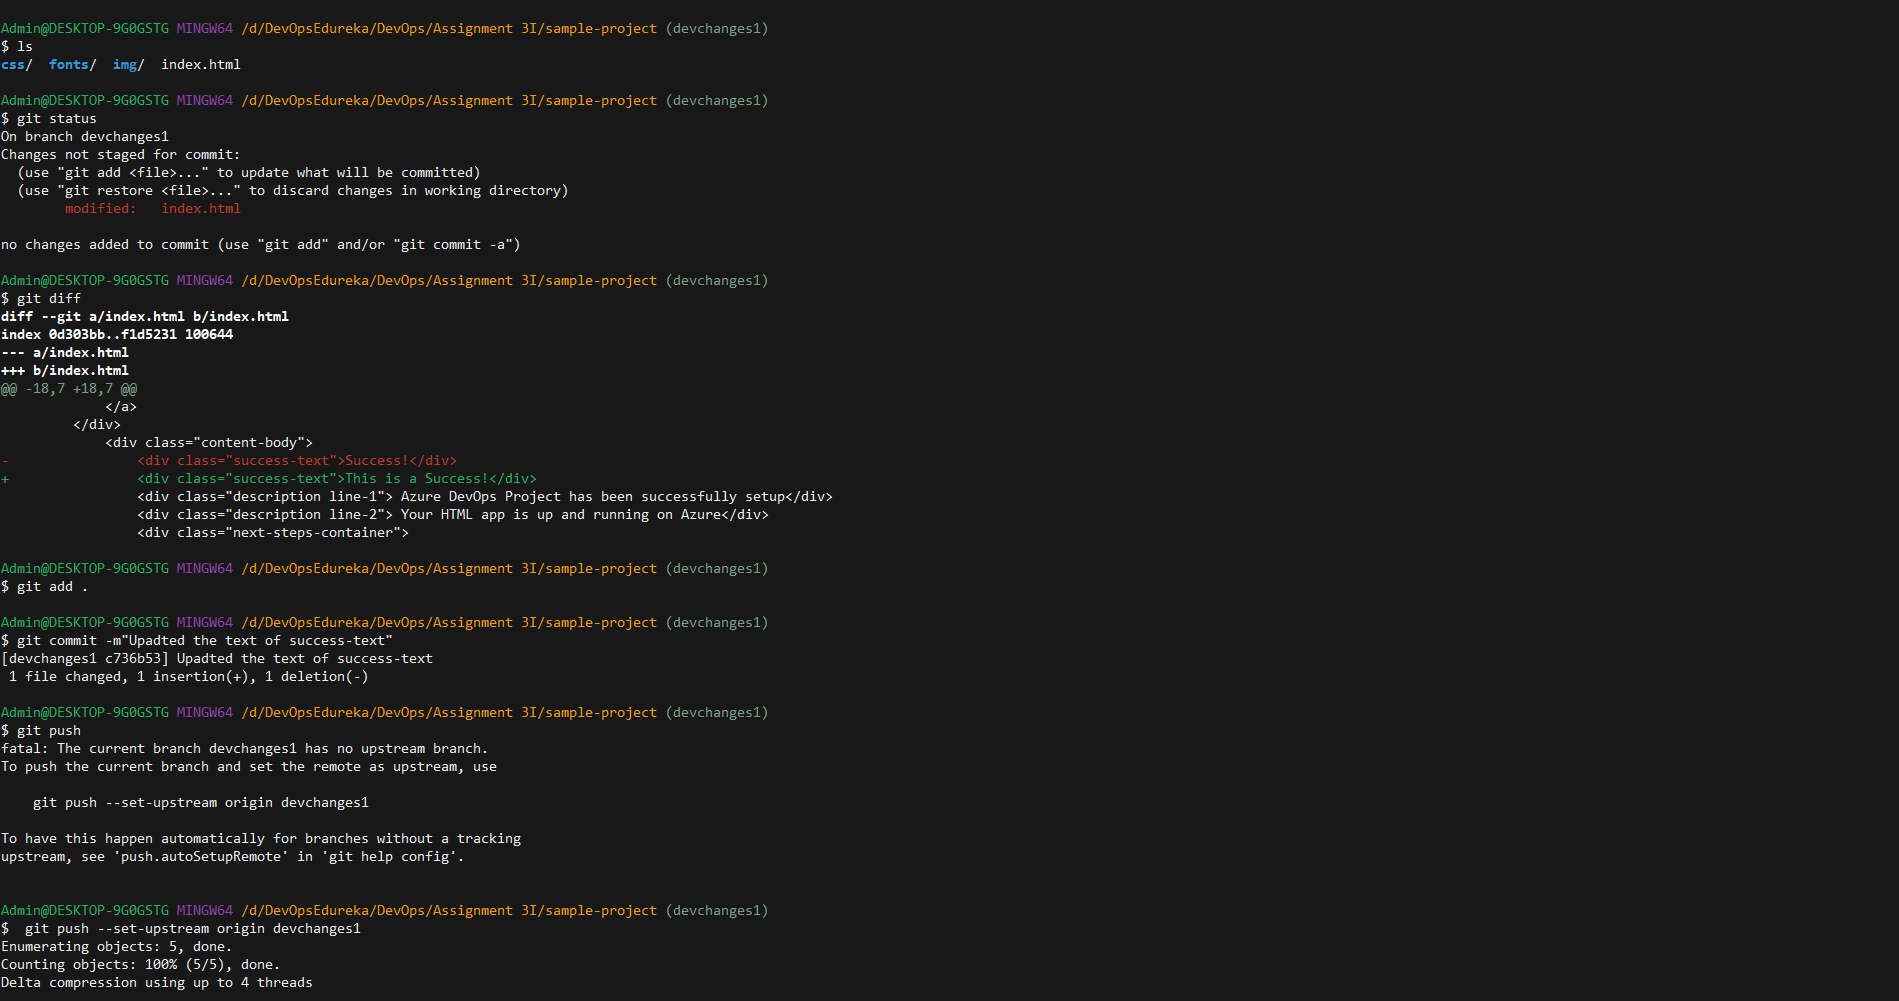 Admin@DESKTOP-9G0GSTG MINGW64 /d/DevOpsEdureka/DevOps/Assignment 3I/sample-project (devchanges1)
$ ls
css/  fonts/  img/  index.html
Admin@DESKTOP-9G0GSTG MINGW64 /d/DevOpsEdureka/DevOps/Assignment 3I/sample-project (devchanges1)
$ git status
On branch devchanges1
Changes not staged for commit:
  (use "git add <file>..." to update what will be committed)
  (use "git restore <file>..." to discard changes in working directory)
        modified:   index.html
no changes added to commit (use "git add" and/or "git commit -a")
Admin@DESKTOP-9G0GSTG MINGW64 /d/DevOpsEdureka/DevOps/Assignment 3I/sample-project (devchanges1)
$ git diff
diff --git a/index.html b/index.html
index 0d303bb..f1d5231 100644
--- a/index.html
+++ b/index.html
@@ -18,7 +18,7 @@
             </a>
         </div>
             <div class="content-body">
-                <div class="success-text">Success!</div>
+                <div class="success-text">This is a Success!</div>
                 <div class="description line-1"> Azure DevOps Project has been successfully setup</div>
                 <div class="description line-2"> Your HTML app is up and running on Azure</div>
                 <div class="next-steps-container">
Admin@DESKTOP-9G0GSTG MINGW64 /d/DevOpsEdureka/DevOps/Assignment 3I/sample-project (devchanges1)
$ git add .
Admin@DESKTOP-9G0GSTG MINGW64 /d/DevOpsEdureka/DevOps/Assignment 3I/sample-project (devchanges1)
$ git commit -m"Upadted the text of success-text"
[devchanges1 c736b53] Upadted the text of success-text
 1 file changed, 1 insertion(+), 1 deletion(-)
Admin@DESKTOP-9G0GSTG MINGW64 /d/DevOpsEdureka/DevOps/Assignment 3I/sample-project (devchanges1)
$ git push
fatal: The current branch devchanges1 has no upstream branch.
To push the current branch and set the remote as upstream, use
    git push --set-upstream origin devchanges1
To have this happen automatically for branches without a tracking
upstream, see 'push.autoSetupRemote' in 'git help config'.
Admin@DESKTOP-9G0GSTG MINGW64 /d/DevOpsEdureka/DevOps/Assignment 3I/sample-project (devchanges1)
$  git push --set-upstream origin devchanges1
Enumerating objects: 5, done.
Counting objects: 100% (5/5), done.
Delta compression using up to 4 threads